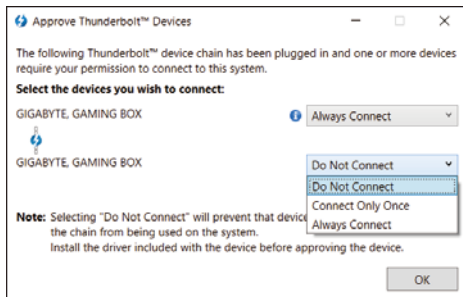 Approve Thunderbolt™ Devices
The following Thunderbolt™ device chain has been plugged in and one or more devices
require your permission to connect to this system.
Select the devices you wish to connect:
GIGABYTE, GAMING BOX
Always Connect
GIGABYTE, GAMING BOX
Do Not Connect
Do Not Connect
Connect Only Once
Always Connect
Note: Selecting "Do Not Connect" will prevent that device
the chain from being used on the system.
Install the driver included with the device before approving the device.
OK